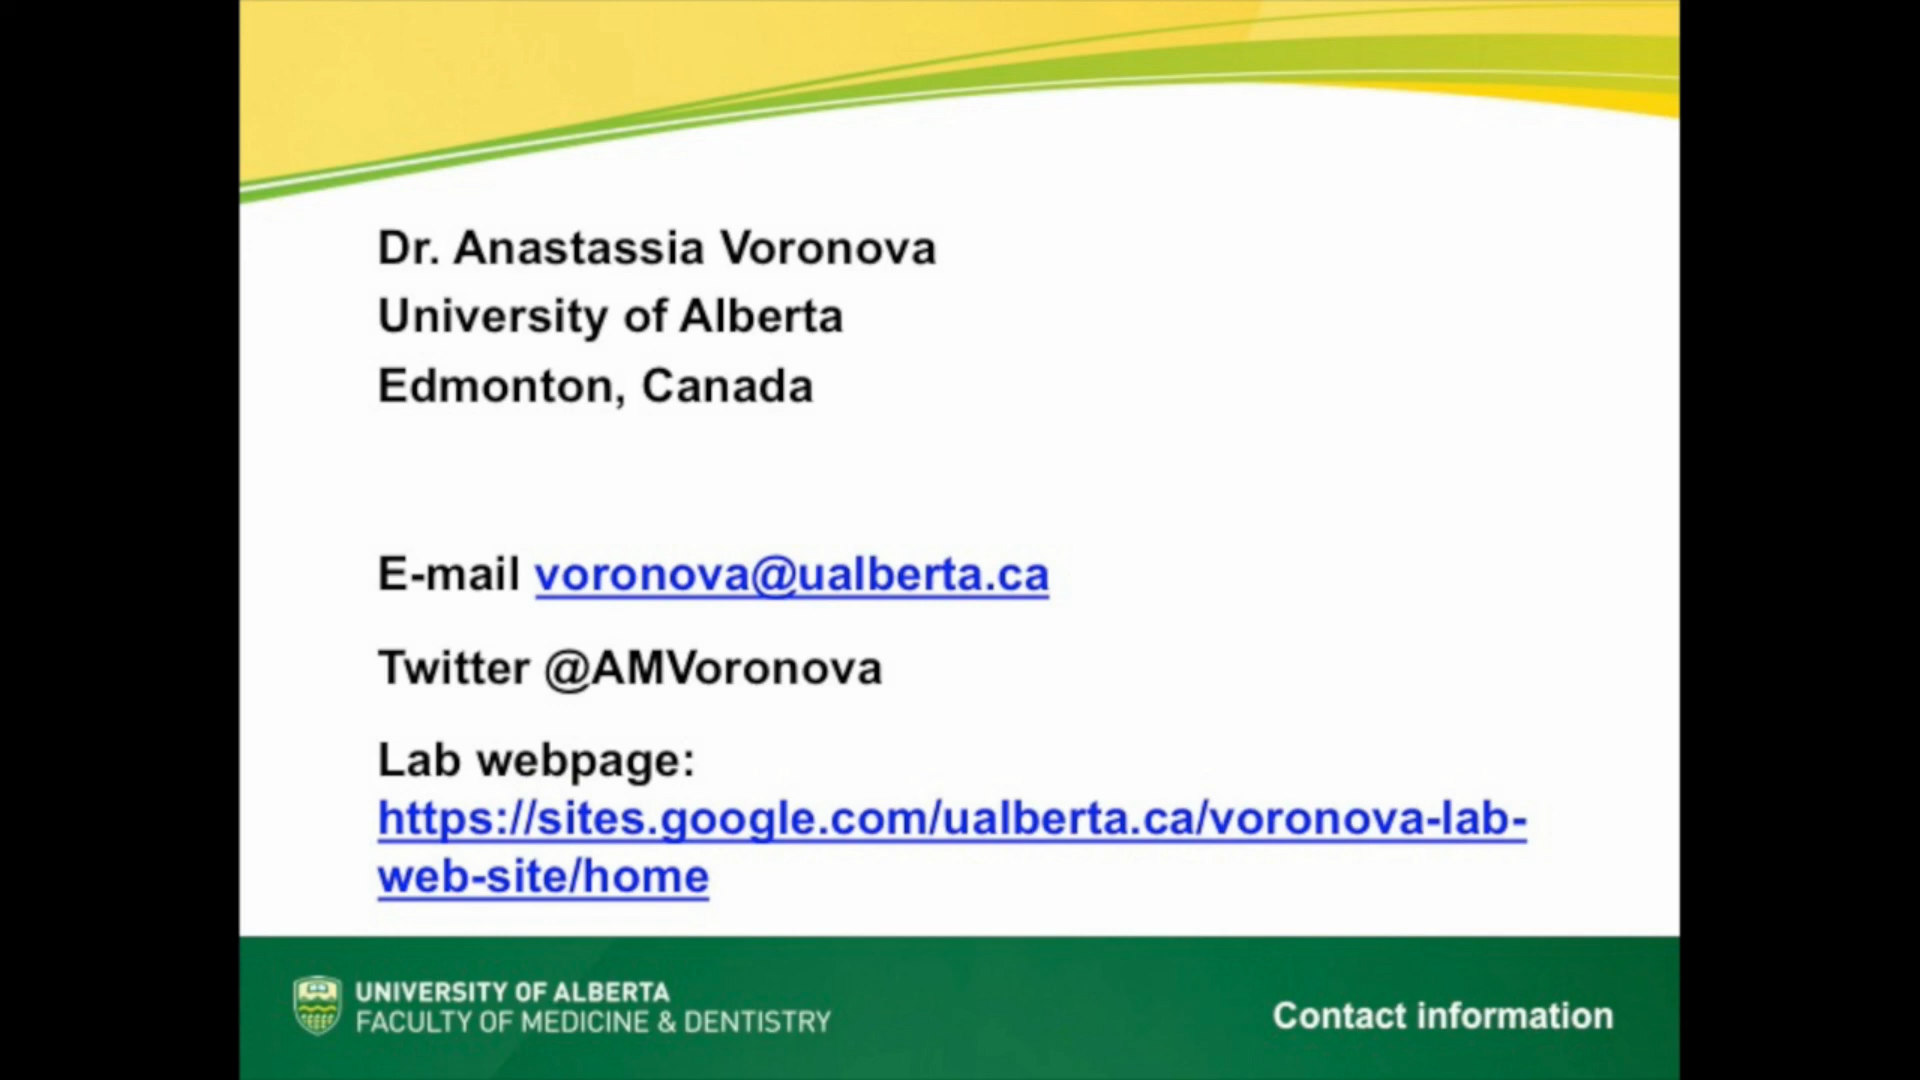 Dr. Anastassia Voronova
University of Alberta
Edmonton, Canada
E-mail voronova@ualberta.ca
Twitter @AMVoronova
Lab webpage:
https://sites.google.com/ualberta.ca/voronova-lab-
web-site/home
UNIVERSITY OF ALBERTA
FACULTY OF MEDICINE & DENTISTRY
Contact information